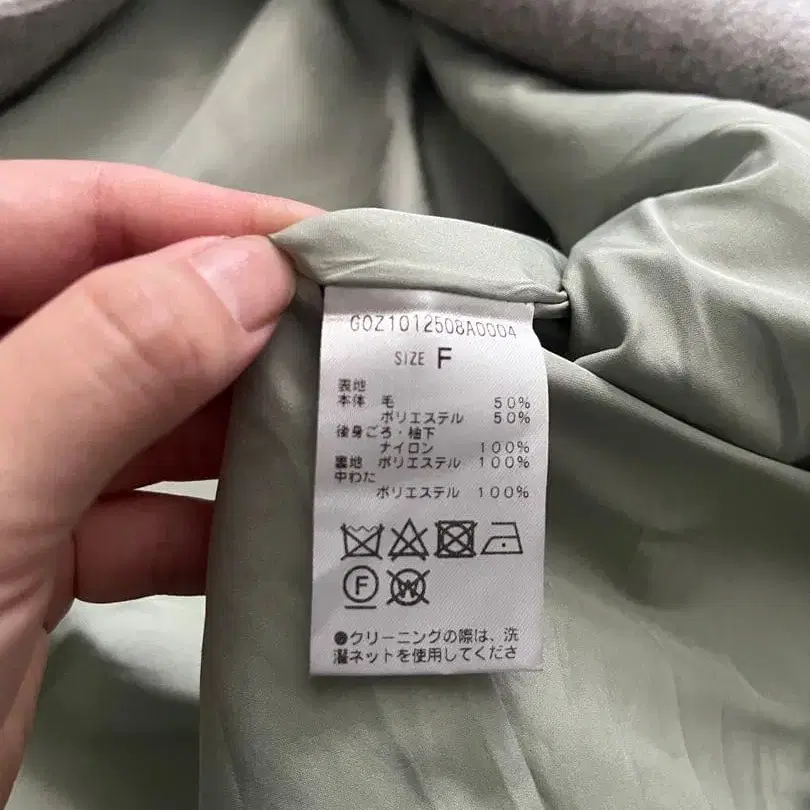 G0Z1012508A0004
SIZE F
表地
本体 毛 50%
ポリエステル 50%
後身ごろ・袖下
ナイロン 100%
裏地 ポリエステル 100%
中わた
ポリエステル 100%
F
W
●クリーニングの際は、洗
濯ネットを使用してくださ